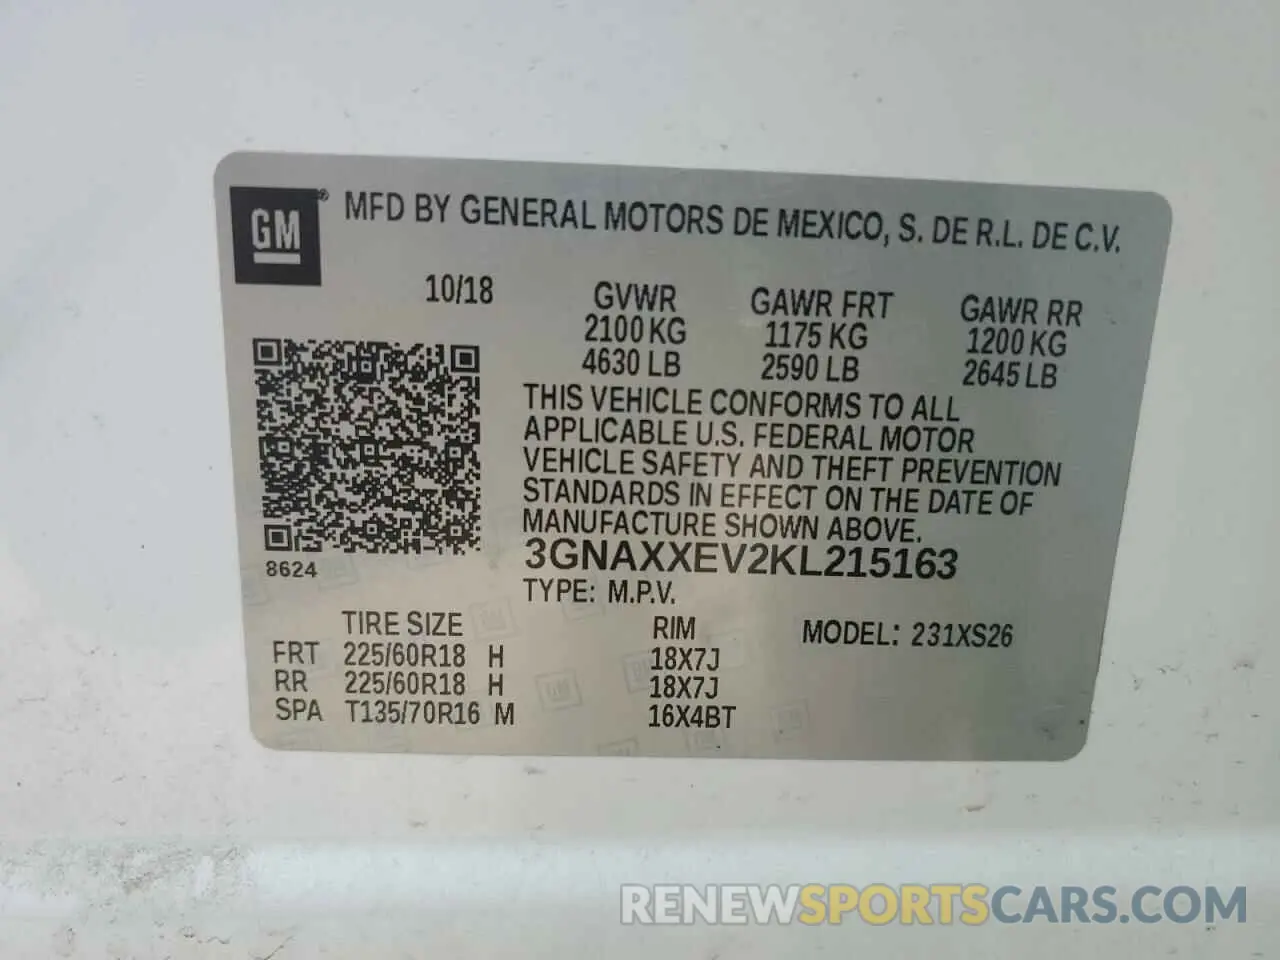 GM® MFD BY GENERAL MOTORS DE MEXICO, S. DE R.L. DE C.V.
10/18
GVWR GAWR FRT GAWR RR
2100 KG 1175 KG 1200 KG
4630 LB 2590 LB 2645 LB
THIS VEHICLE CONFORMS TO ALL
APPLICABLE U.S. FEDERAL MOTOR
VEHICLE SAFETY AND THEFT PREVENTION
STANDARDS IN EFFECT ON THE DATE OF
MANUFACTURE SHOWN ABOVE.
3GNAXXEV2KL215163
8624
TYPE: M.P.V.
TIRE SIZE RIM MODEL: 231XS26
FRT 225/60R18 H 18X7J
RR 225/60R18 H 18X7J
SPA T135/70R16 M 16X4BT
RENEWSPORTSCARS.COM